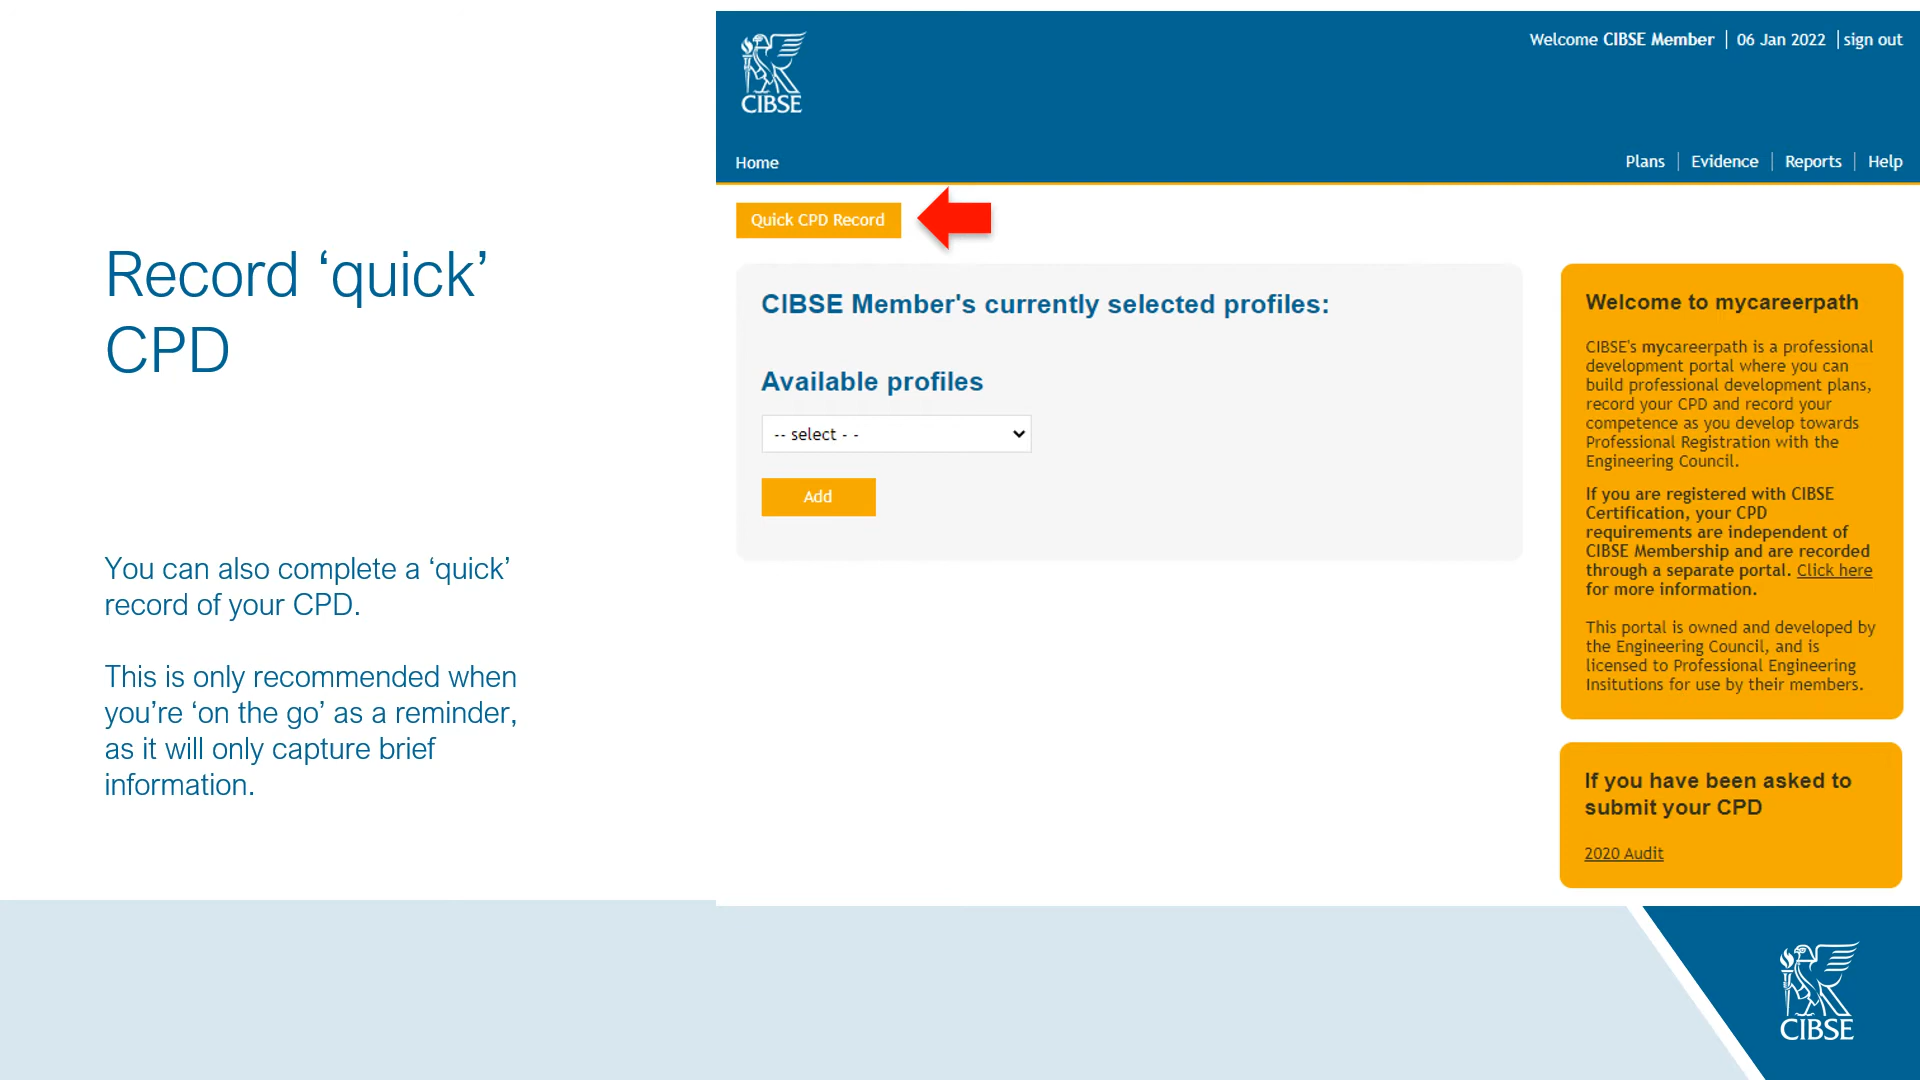 Record ‘quick’
CPD
You can also complete a ‘quick’
record of your CPD.
This is only recommended when
you’re ‘on the go’ as a reminder,
as it will only capture brief
information.
CIBSE
Welcome CIBSE Member | 06 Jan 2022 | sign out
Home
Plans | Evidence | Reports | Help
Quick CPD Record
CIBSE Member's currently selected profiles:
Available profiles
-- select - -
Add
Welcome to mycareerpath
CIBSE's mycareerpath is a professional
development portal where you can
build professional development plans,
record your CPD and record your
competence as you develop towards
Professional Registration with the
Engineering Council.
If you are registered with CIBSE
Certification, your CPD
requirements are independent of
CIBSE Membership and are recorded
through a separate portal. Click here
for more information.
This portal is owned and developed by
the Engineering Council, and is
licensed to Professional Engineering
Insitutions for use by their members.
If you have been asked to
submit your CPD
2020 Audit
CIBSE